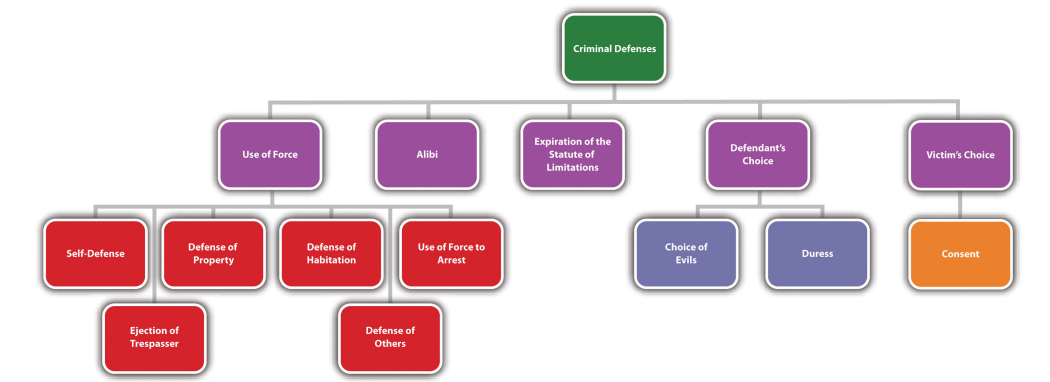 Criminal Defenses
Use of Force
Alibi
Expiration of the
Statute of
Limitations
Defendant's
Choice
Victim's Choice
Self-Defense
Defense of
Property
Defense of
Habitation
Use of Force to
Arrest
Choice of
Evils
Duress
Consent
Ejection of
Trespasser
Defense of
Others